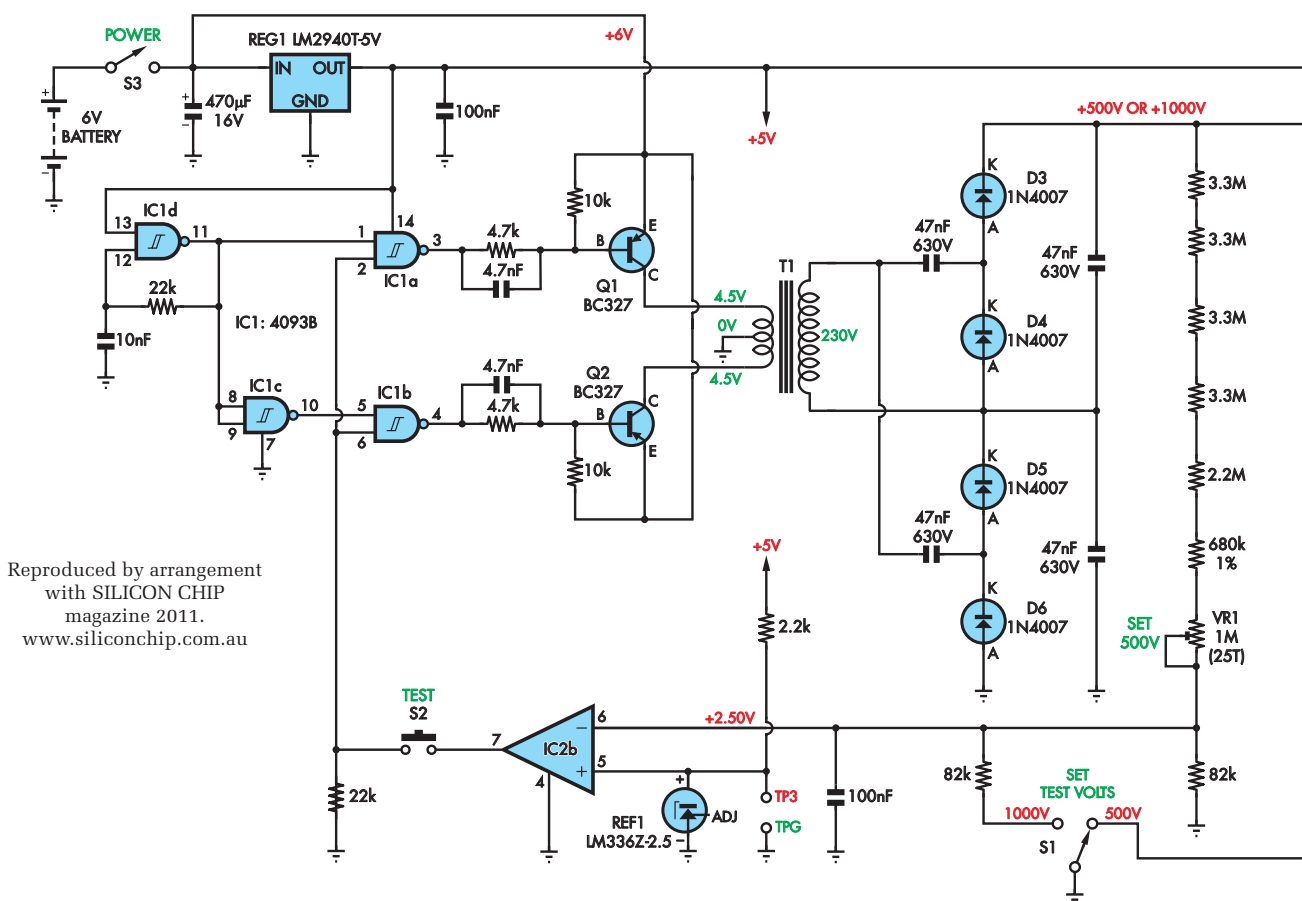 POWER
S3
REG1 LM2940T-5V
IN OUT
GND
+6V
+
6V
BATTERY
–
+
470µF
16V
–
100nF
+5V
+500V OR +1000V
IC1d
13
12
11
22k
10nF
IC1: 4093B
1
2
14
3
IC1a
4.7k
4.7nF
10k
B
E
C
Q1
BC327
4.5V
0V
4.5V
T1
230V
47nF
630V
K
D3
1N4007
A
K
D4
1N4007
A
47nF
630V
3.3M
3.3M
3.3M
3.3M
2.2M
680k
1%
IC1c
8
9
10
7
IC1b
5
6
4
4.7nF
4.7k
10k
Q2
BC327
B
C
E
47nF
630V
K
D5
1N4007
A
K
D6
1N4007
A
47nF
630V
SET
500V
VR1
1M
(25T)
Reproduced by arrangement
with SILICON CHIP
magazine 2011.
www.siliconchip.com.au
+5V
2.2k
TEST
S2
22k
7
IC2b
–
6
+
5
4
+2.50V
+
–
ADJ
REF1
LM336Z-2.5
TP3
TPG
100nF
82k
82k
SET
TEST VOLTS
1000V
500V
S1